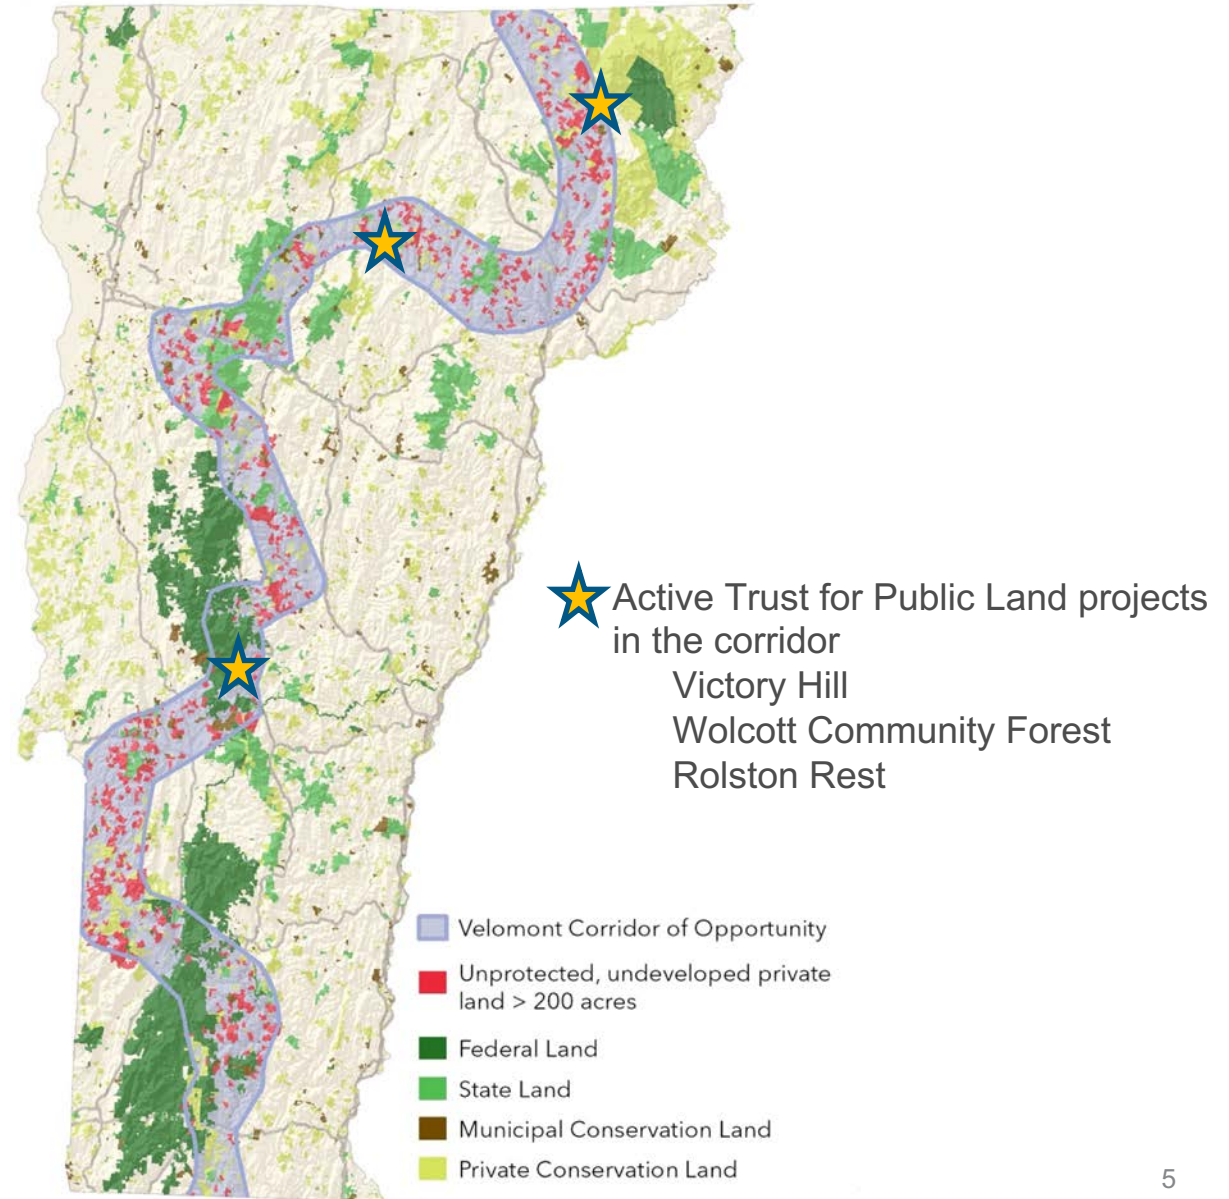 Active Trust for Public Land projects
in the corridor
Victory Hill
Wolcott Community Forest
Rolston Rest
Velomont Corridor of Opportunity
Unprotected, undeveloped private
land > 200 acres
Federal Land
State Land
Municipal Conservation Land
Private Conservation Land
5